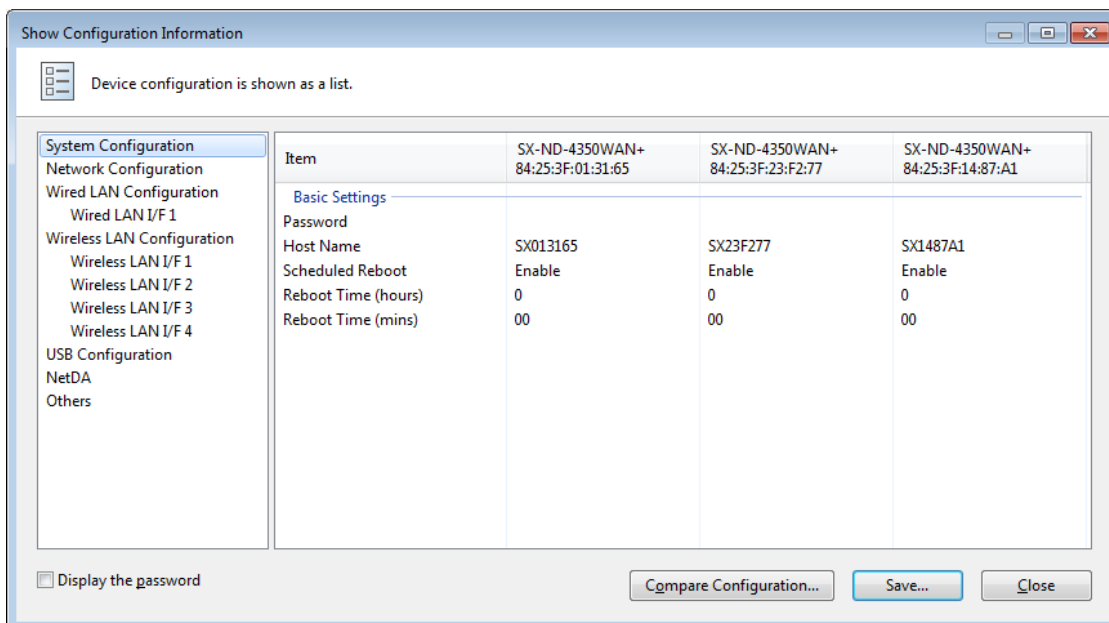 Show Configuration Information
Device configuration is shown as a list.
System Configuration
Network Configuration
Wired LAN Configuration
Wired LAN I/F 1
Wireless LAN Configuration
Wireless LAN I/F 1
Wireless LAN I/F 2
Wireless LAN I/F 3
Wireless LAN I/F 4
USB Configuration
NetDA
Others
Item SX-ND-4350WAN+ 84:25:3F:01:31:65 SX-ND-4350WAN+ 84:25:3F:23:F2:77 SX-ND-4350WAN+ 84:25:3F:14:87:A1
Basic Settings
Password
Host Name SX013165 SX23F277 SX1487A1
Scheduled Reboot Enable Enable Enable
Reboot Time (hours) 0 0 0
Reboot Time (mins) 00 00 00
Display the password
Compare Configuration... Save... Close